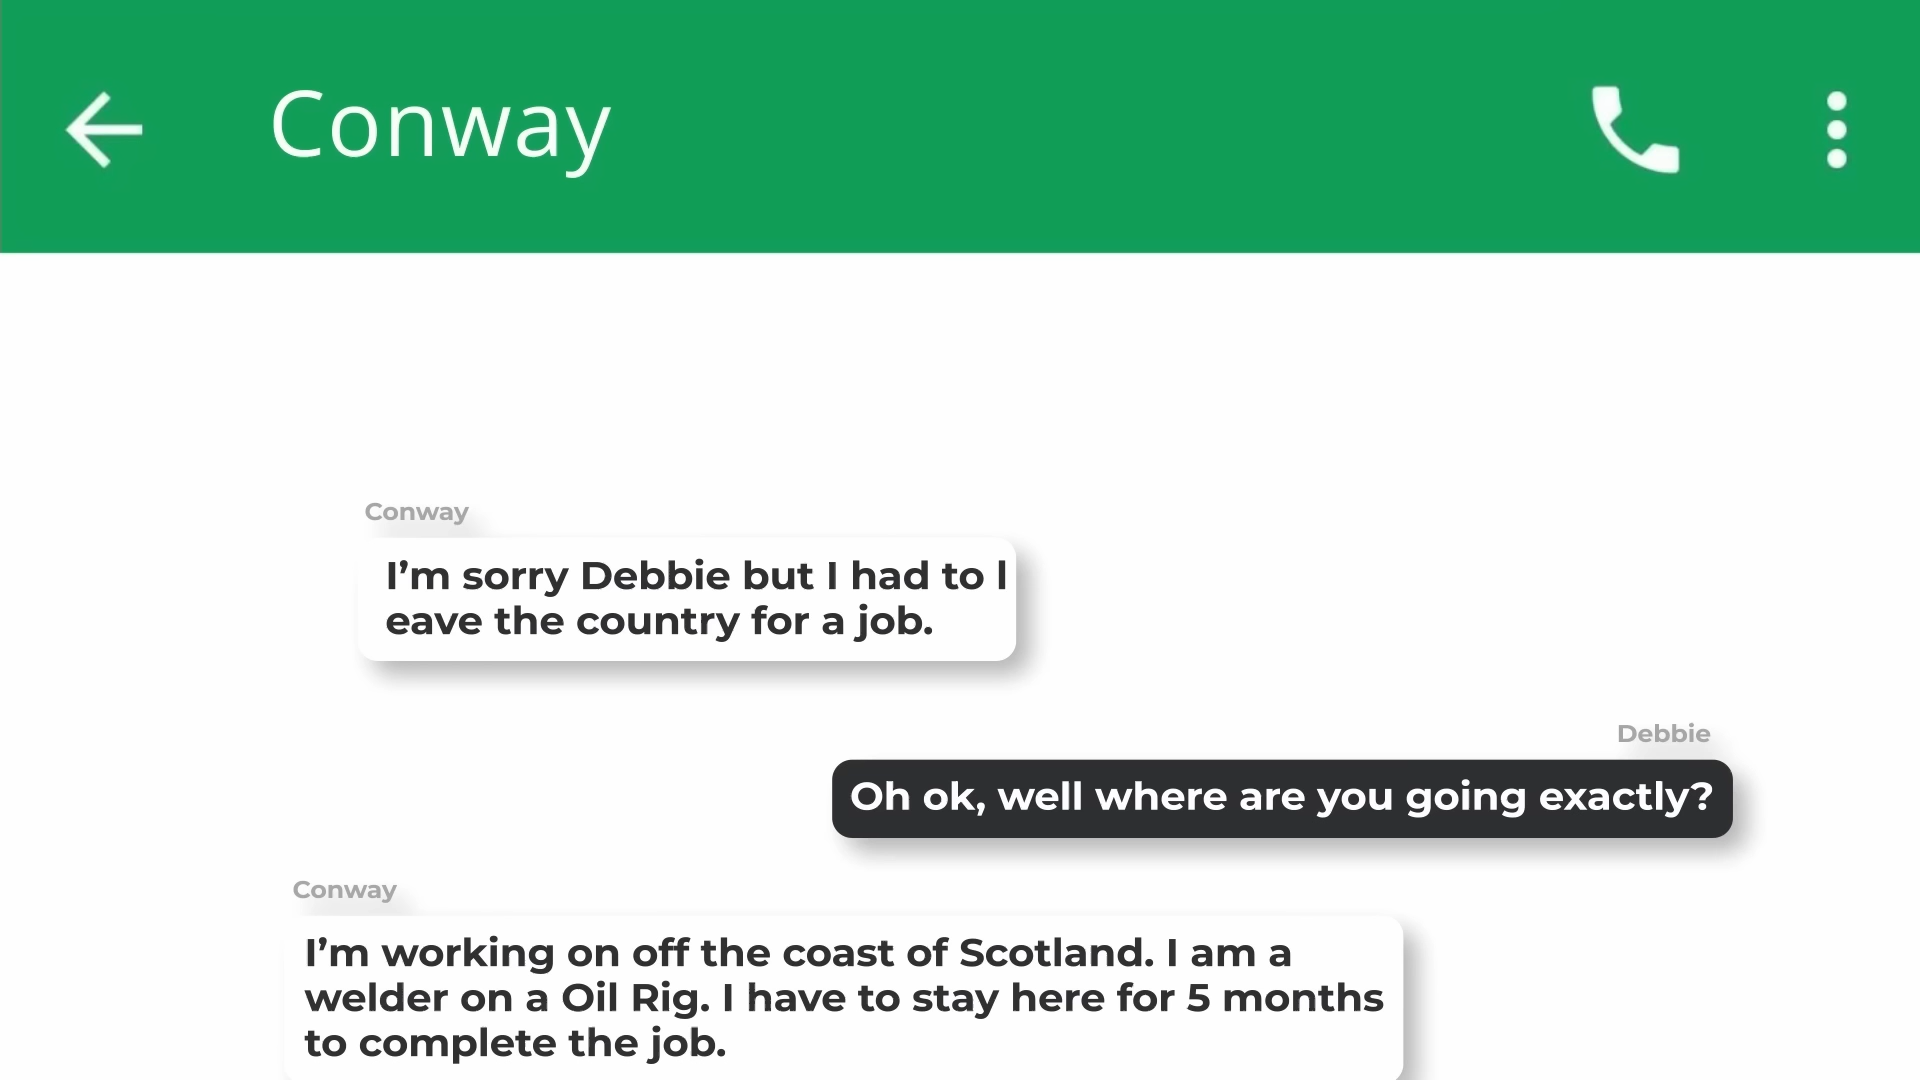 Conway
Conway
I’m sorry Debbie but I had to l
eave the country for a job.
Debbie
Oh ok, well where are you going exactly?
Conway
I’m working on off the coast of Scotland. I am a
welder on a Oil Rig. I have to stay here for 5 months
to complete the job.